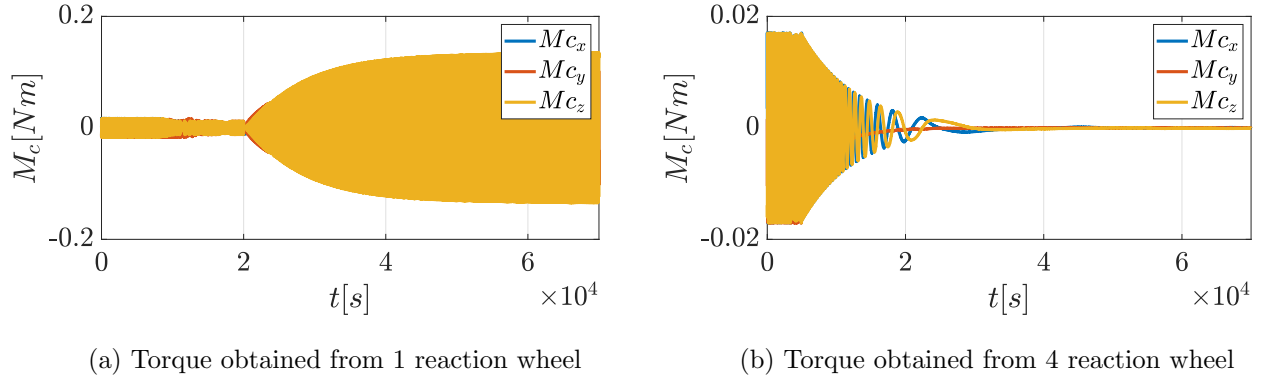 0.2
0
-0.2
M_c[Nm]
Mc_x
Mc_y
Mc_z
0 2 4 6
×10^4
t[s]
(a) Torque obtained from 1 reaction wheel
0.02
0
-0.02
M_c[Nm]
Mc_x
Mc_y
Mc_z
0 2 4 6
×10^4
t[s]
(b) Torque obtained from 4 reaction wheel